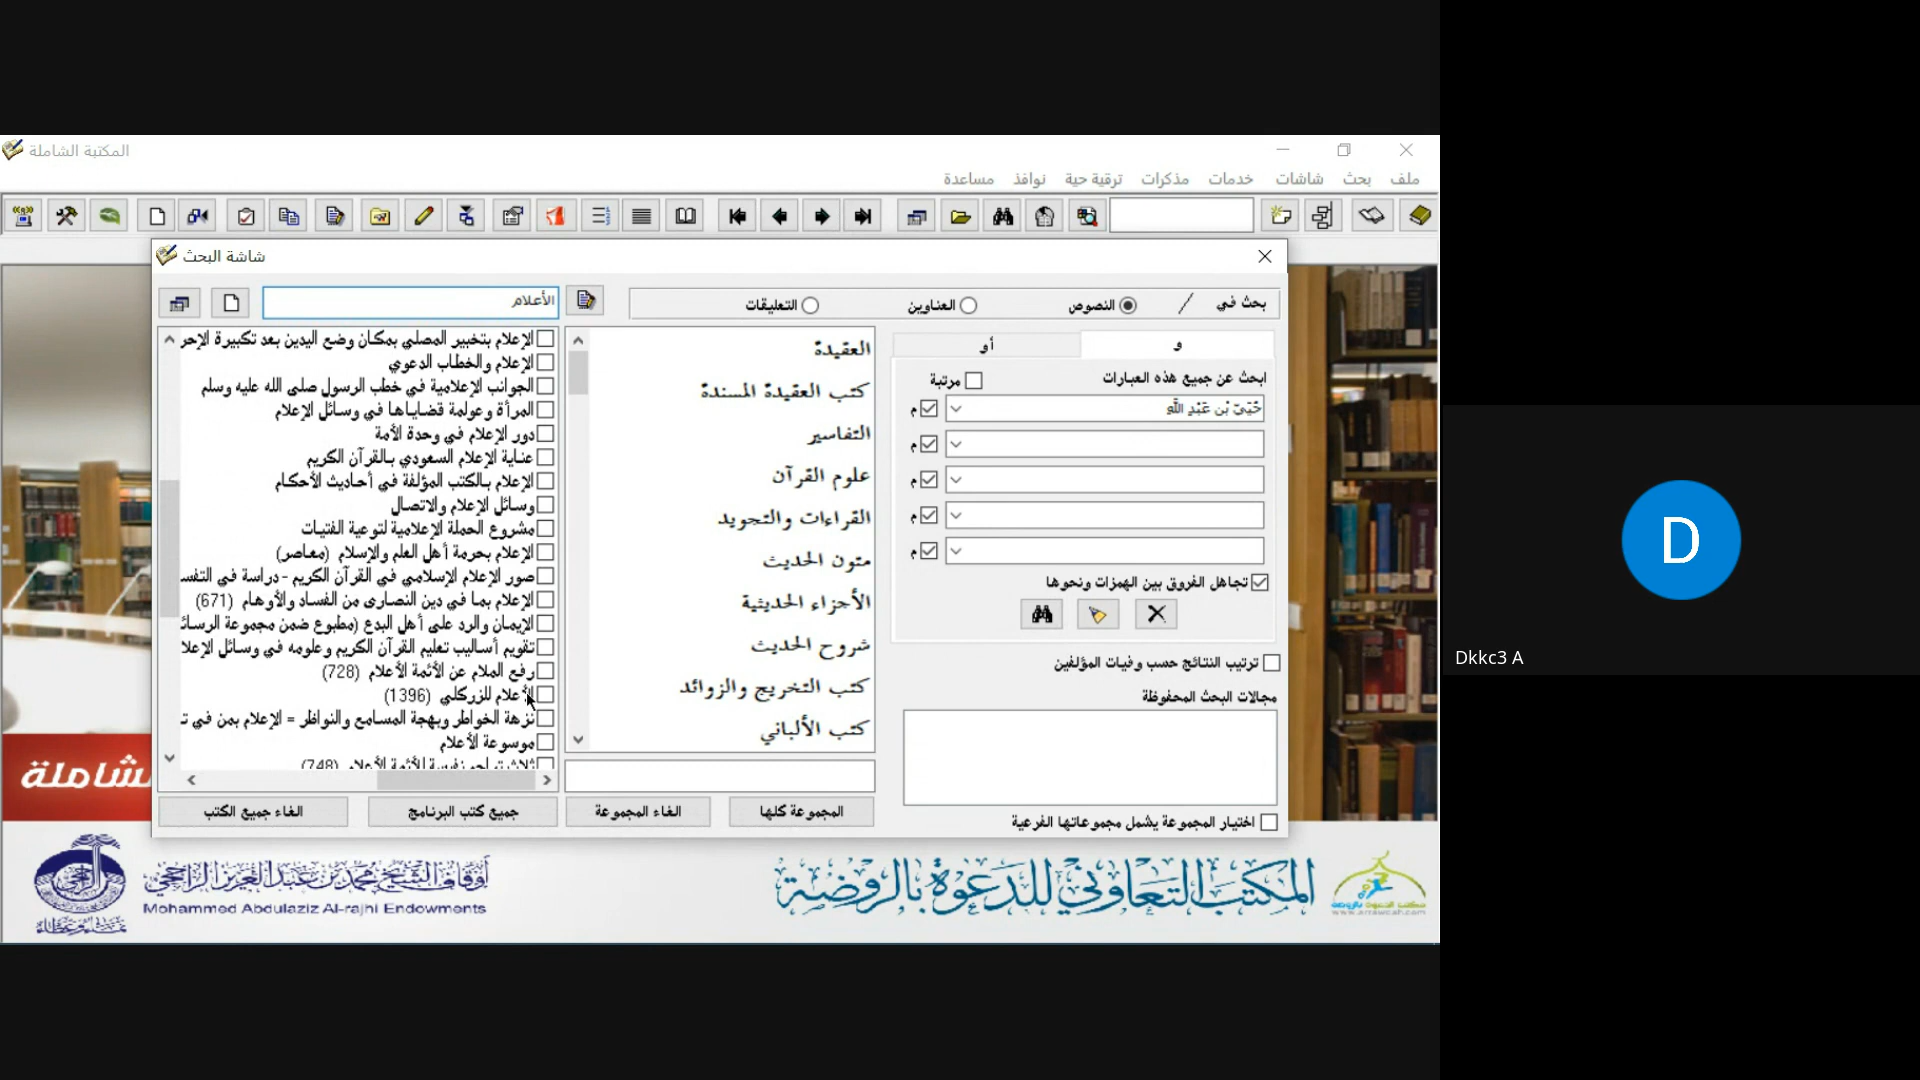 المكتبة الشاملة
ملف
بحث
شاشات
خدمات
مذكرات
ترقية حية
نوافذ
مساعدة
شاشة البحث
بحث في
النصوص
العناوين
التعليقات
الأعلام
و
أو
ابحث عن جميع هذه العبارات
مرتبة
حُيَيّ بْن عَبْدِ اللَّهِ
م
م
م
م
م
تجاهل الفروق بين الهمزات ونحوها
ترتيب النتائج حسب وفيات المؤلفين
مجالات البحث المحفوظة
اختيار المجموعة يشمل مجموعاتها الفرعية
العقيدة
كتب العقيدة المسندة
التفاسير
علوم القرآن
القراءات والتجويد
متون الحديث
الأجزاء الحديثية
شروح الحديث
كتب التخريج والزوائد
كتب الألباني
المجموعة كلها
الغاء المجموعة
الإعلام بتخيير المصلي بمكان وضع اليدين بعد تكبيرة الإحر
الإعلام والخطاب الدعوي
الجوانب الإعلامية في خطب الرسول صلى الله عليه وسلم
المرأة وعولمة قضاياها في وسائل الإعلام
دور الإعلام في وحدة الأمة
عناية الإعلام السعودي بالقرآن الكريم
الإعلام بالكتب المؤلفة في أحاديث الأحكام
وسائل الإعلام والاتصال
مشروع الحملة الإعلامية لتوعية الفتيات
الإعلام بحرمة أهل العلم والإسلام (معاصر)
صور الإعلام الإسلامي في القرآن الكريم - دراسة في التفس
الإعلام بما في دين النصارى من الفساد والأوهام (671)
الإيمان والرد على أهل البدع (مطبوع ضمن مجموعة الرسائ
تقويم أساليب تعليم القرآن الكريم وعلومه في وسائل الإعلا
رفع الملام عن الأئمة الأعلام (728)
الأعلام للزركلي (1396)
نزهة الخواطر وبهجة المسامع والنواظر = الإعلام بمن في ت
موسوعة الأعلام
ثلاث تراجم نفيسة للأئمة الأعلام (748)
جميع كتب البرنامج
الغاء جميع الكتب
شاملة
أوقاف الشيخ محمد بن عبد العزيز الراجحي
Mohammed Abdulaziz Al-rajhi Endowments
المكتب التعاوني للدعوة بالروضة
D
Dkkc3 A